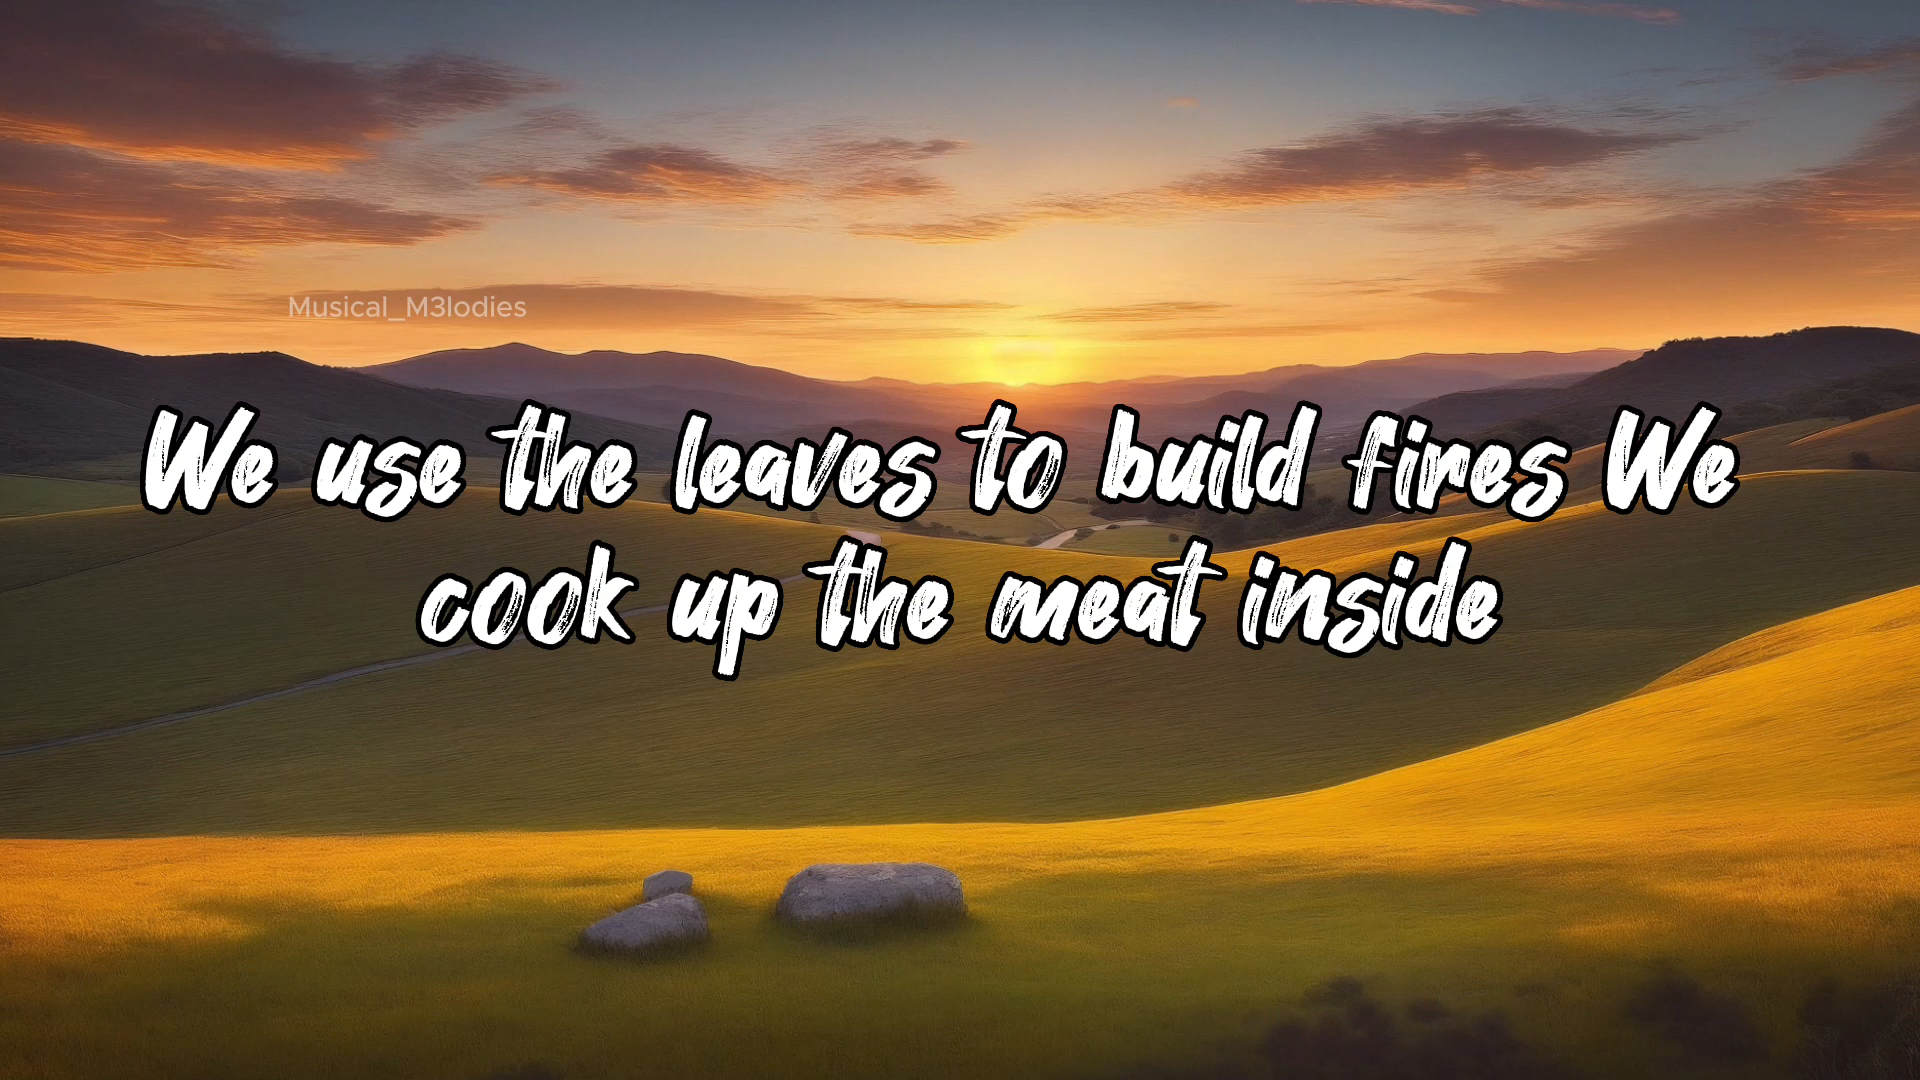 Musical_M3lodies
We use the leaves to build fires We
cook up the meat inside